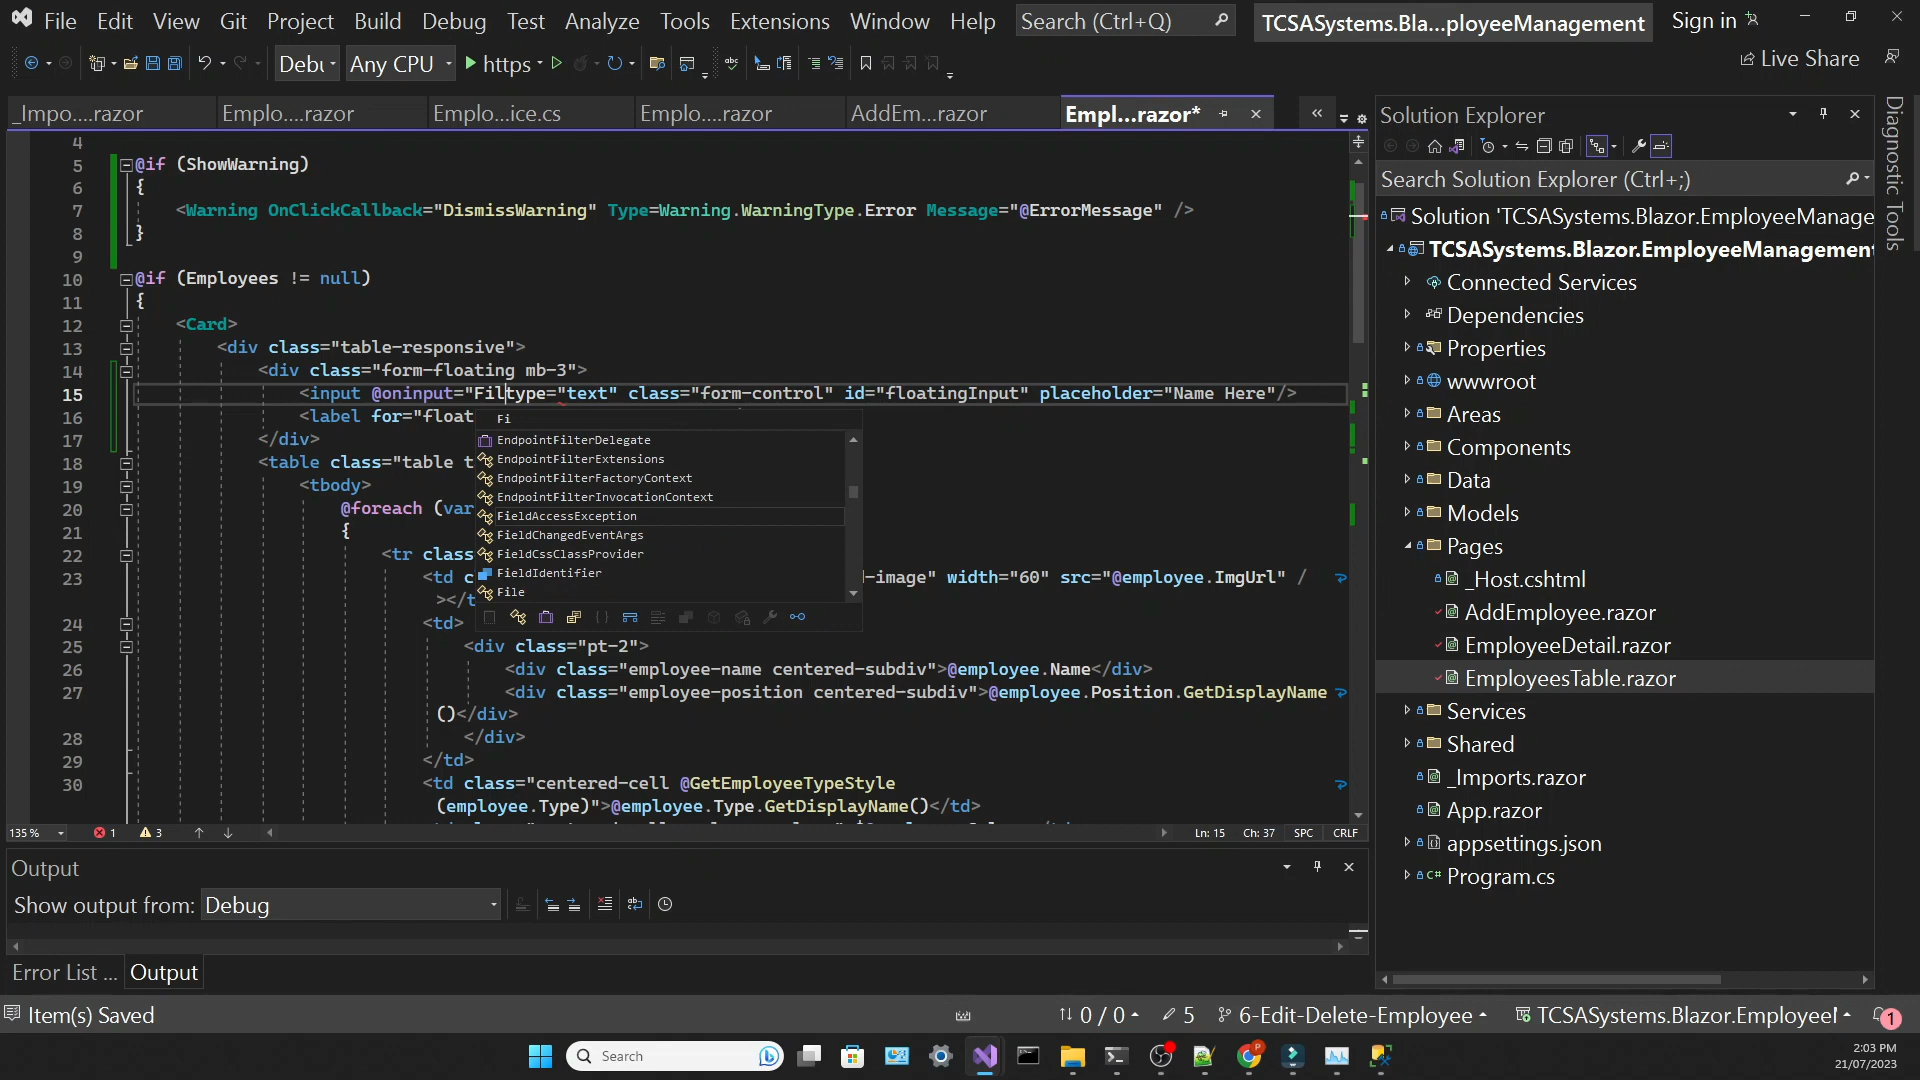 File Edit View Git Project Build Debug Test Analyze Tools Extensions Window Help Search (Ctrl+Q) TCSASystems.Bla...ployeeManagement Sign in
Debu Any CPU https Live Share
_Impo....razor Emplo....razor Emplo...ice.cs Emplo....razor AddEm...razor Empl...razor*
4
5 @if (ShowWarning)
6 {
7 <Warning OnClickCallback="DismissWarning" Type=Warning.WarningType.Error Message="@ErrorMessage" />
8 }
9
10 @if (Employees != null)
11 {
12 <Card>
13 <div class="table-responsive">
14 <div class="form-floating mb-3">
15 <input @oninput="Filtype="text" class="form-control" id="floatingInput" placeholder="Name Here"/>
16 <label for="float
17 </div>
18 <table class="table t
19 <tbody>
20 @foreach (var
21 {
22 <tr class
23 <td c d-image" width="60" src="@employee.ImgUrl" /
></t
24 <td>
25 <div class="pt-2">
26 <div class="employee-name centered-subdiv">@employee.Name</div>
27 <div class="employee-position centered-subdiv">@employee.Position.GetDisplayName
()</div>
28 </div>
29 </td>
30 <td class="centered-cell @GetEmployeeTypeStyle
(employee.Type)">@employee.Type.GetDisplayName()</td>
Fi
EndpointFilterDelegate
EndpointFilterExtensions
EndpointFilterFactoryContext
EndpointFilterInvocationContext
FieldAccessException
FieldChangedEventArgs
FieldCssClassProvider
FieldIdentifier
File
135 % 1 3 Ln: 15 Ch: 37 SPC CRLF
Output
Show output from: Debug
Error List ... Output
Solution Explorer
Search Solution Explorer (Ctrl+;)
Solution 'TCSASystems.Blazor.EmployeeManage
TCSASystems.Blazor.EmployeeManagement
Connected Services
Dependencies
Properties
wwwroot
Areas
Components
Data
Models
Pages
_Host.cshtml
AddEmployee.razor
EmployeeDetail.razor
EmployeesTable.razor
Services
Shared
_Imports.razor
App.razor
appsettings.json
Program.cs
Diagnostic Tools
Item(s) Saved 0 / 0 5 6-Edit-Delete-Employee TCSASystems.Blazor.Employeel 1
Search 2:03 PM
21/07/2023